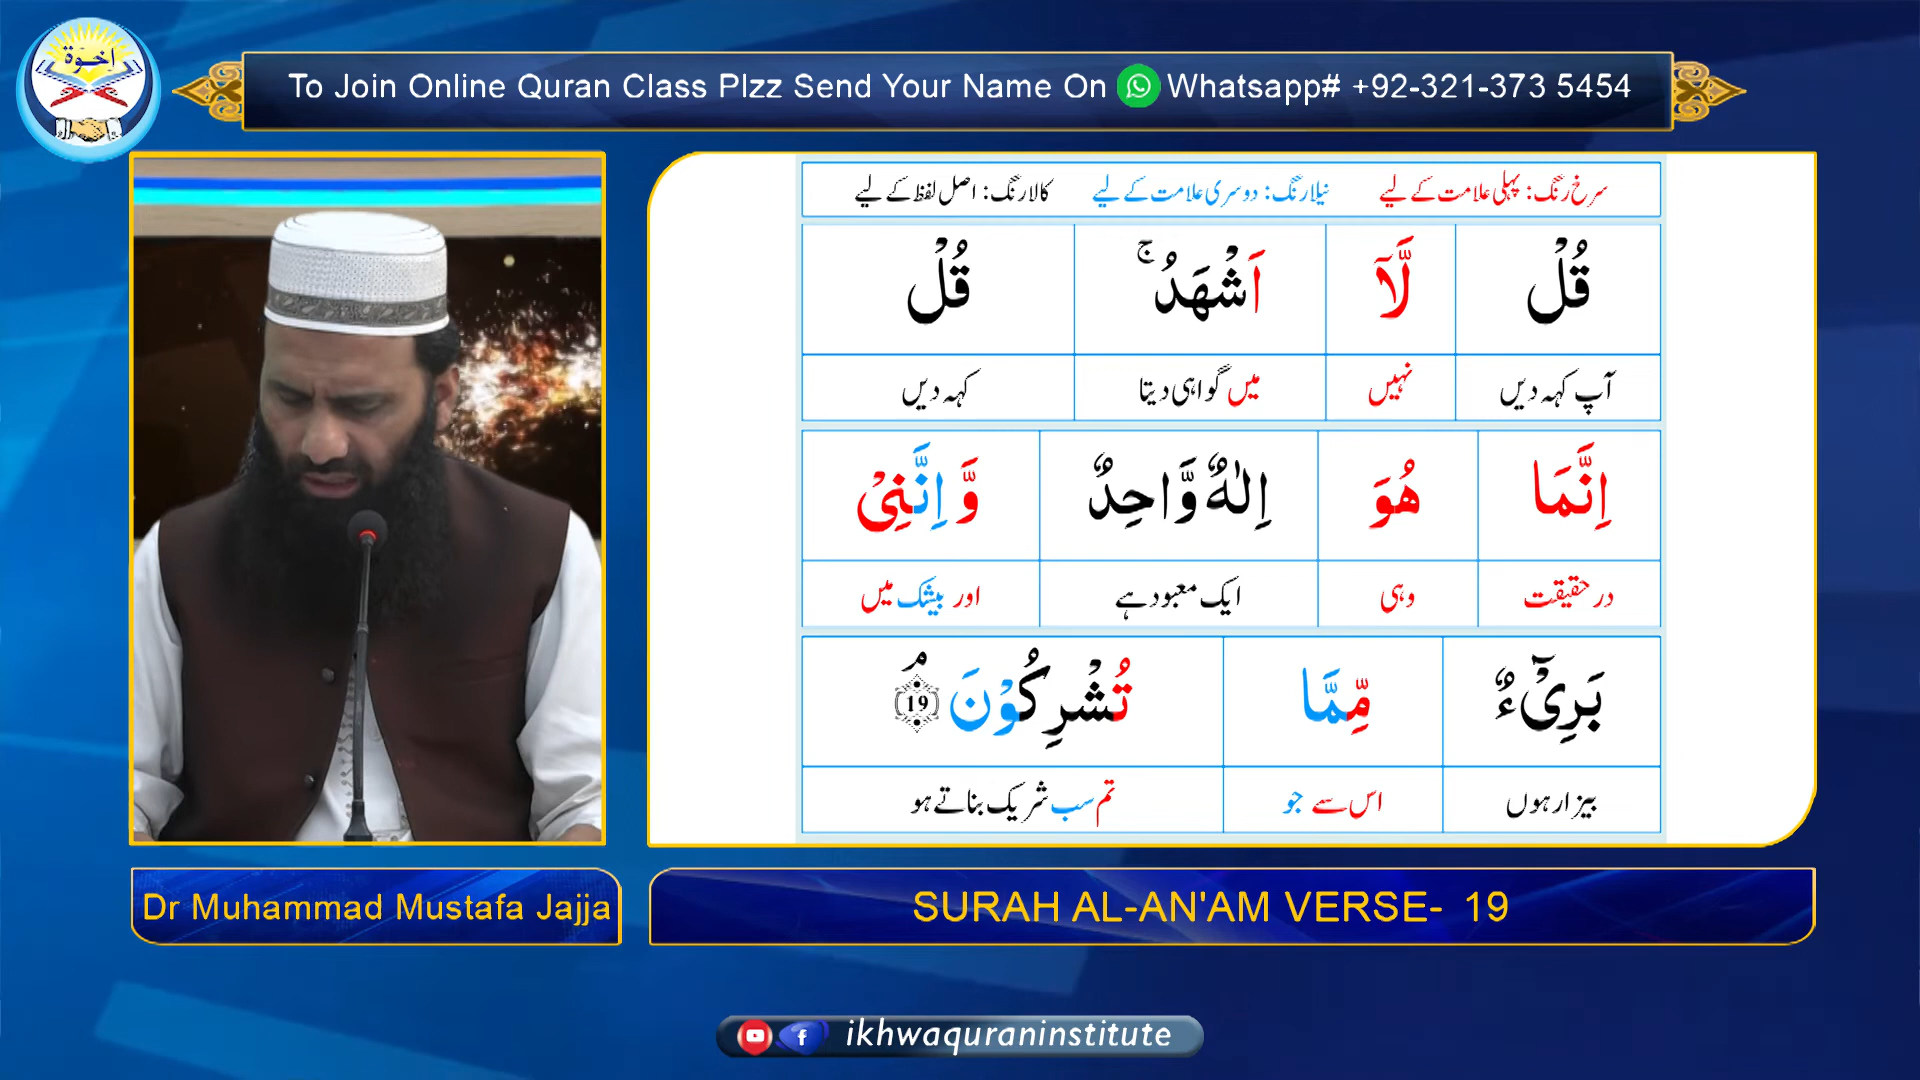 اخوة
To Join Online Quran Class Plzz Send Your Name On Whatsapp# +92-321-373 5454
سرخ رنگ: پہلی علامت کے لیے نیلا رنگ: دوسری علامت کے لیے کالا رنگ: اصل لفظ کے لیے
قُلْ لَّآ اَشْهَدُ ۚ قُلْ
آپ کہہ دیں نہیں میں گواہی دیتا کہہ دیں
اِنَّمَا هُوَ اِلٰهٌ وَّاحِدٌ وَّ اِنَّنِیْ
در حقیقت وہی ایک معبود ہے اور بیشک میں
بَرِیْٓءٌ مِّمَّا تُشْرِكُوْنَ ۘ 19
بیزار ہوں اس سے جو تم سب شریک بناتے ہو
Dr Muhammad Mustafa Jajja
SURAH AL-AN'AM VERSE- 19
ikhwaquraninstitute